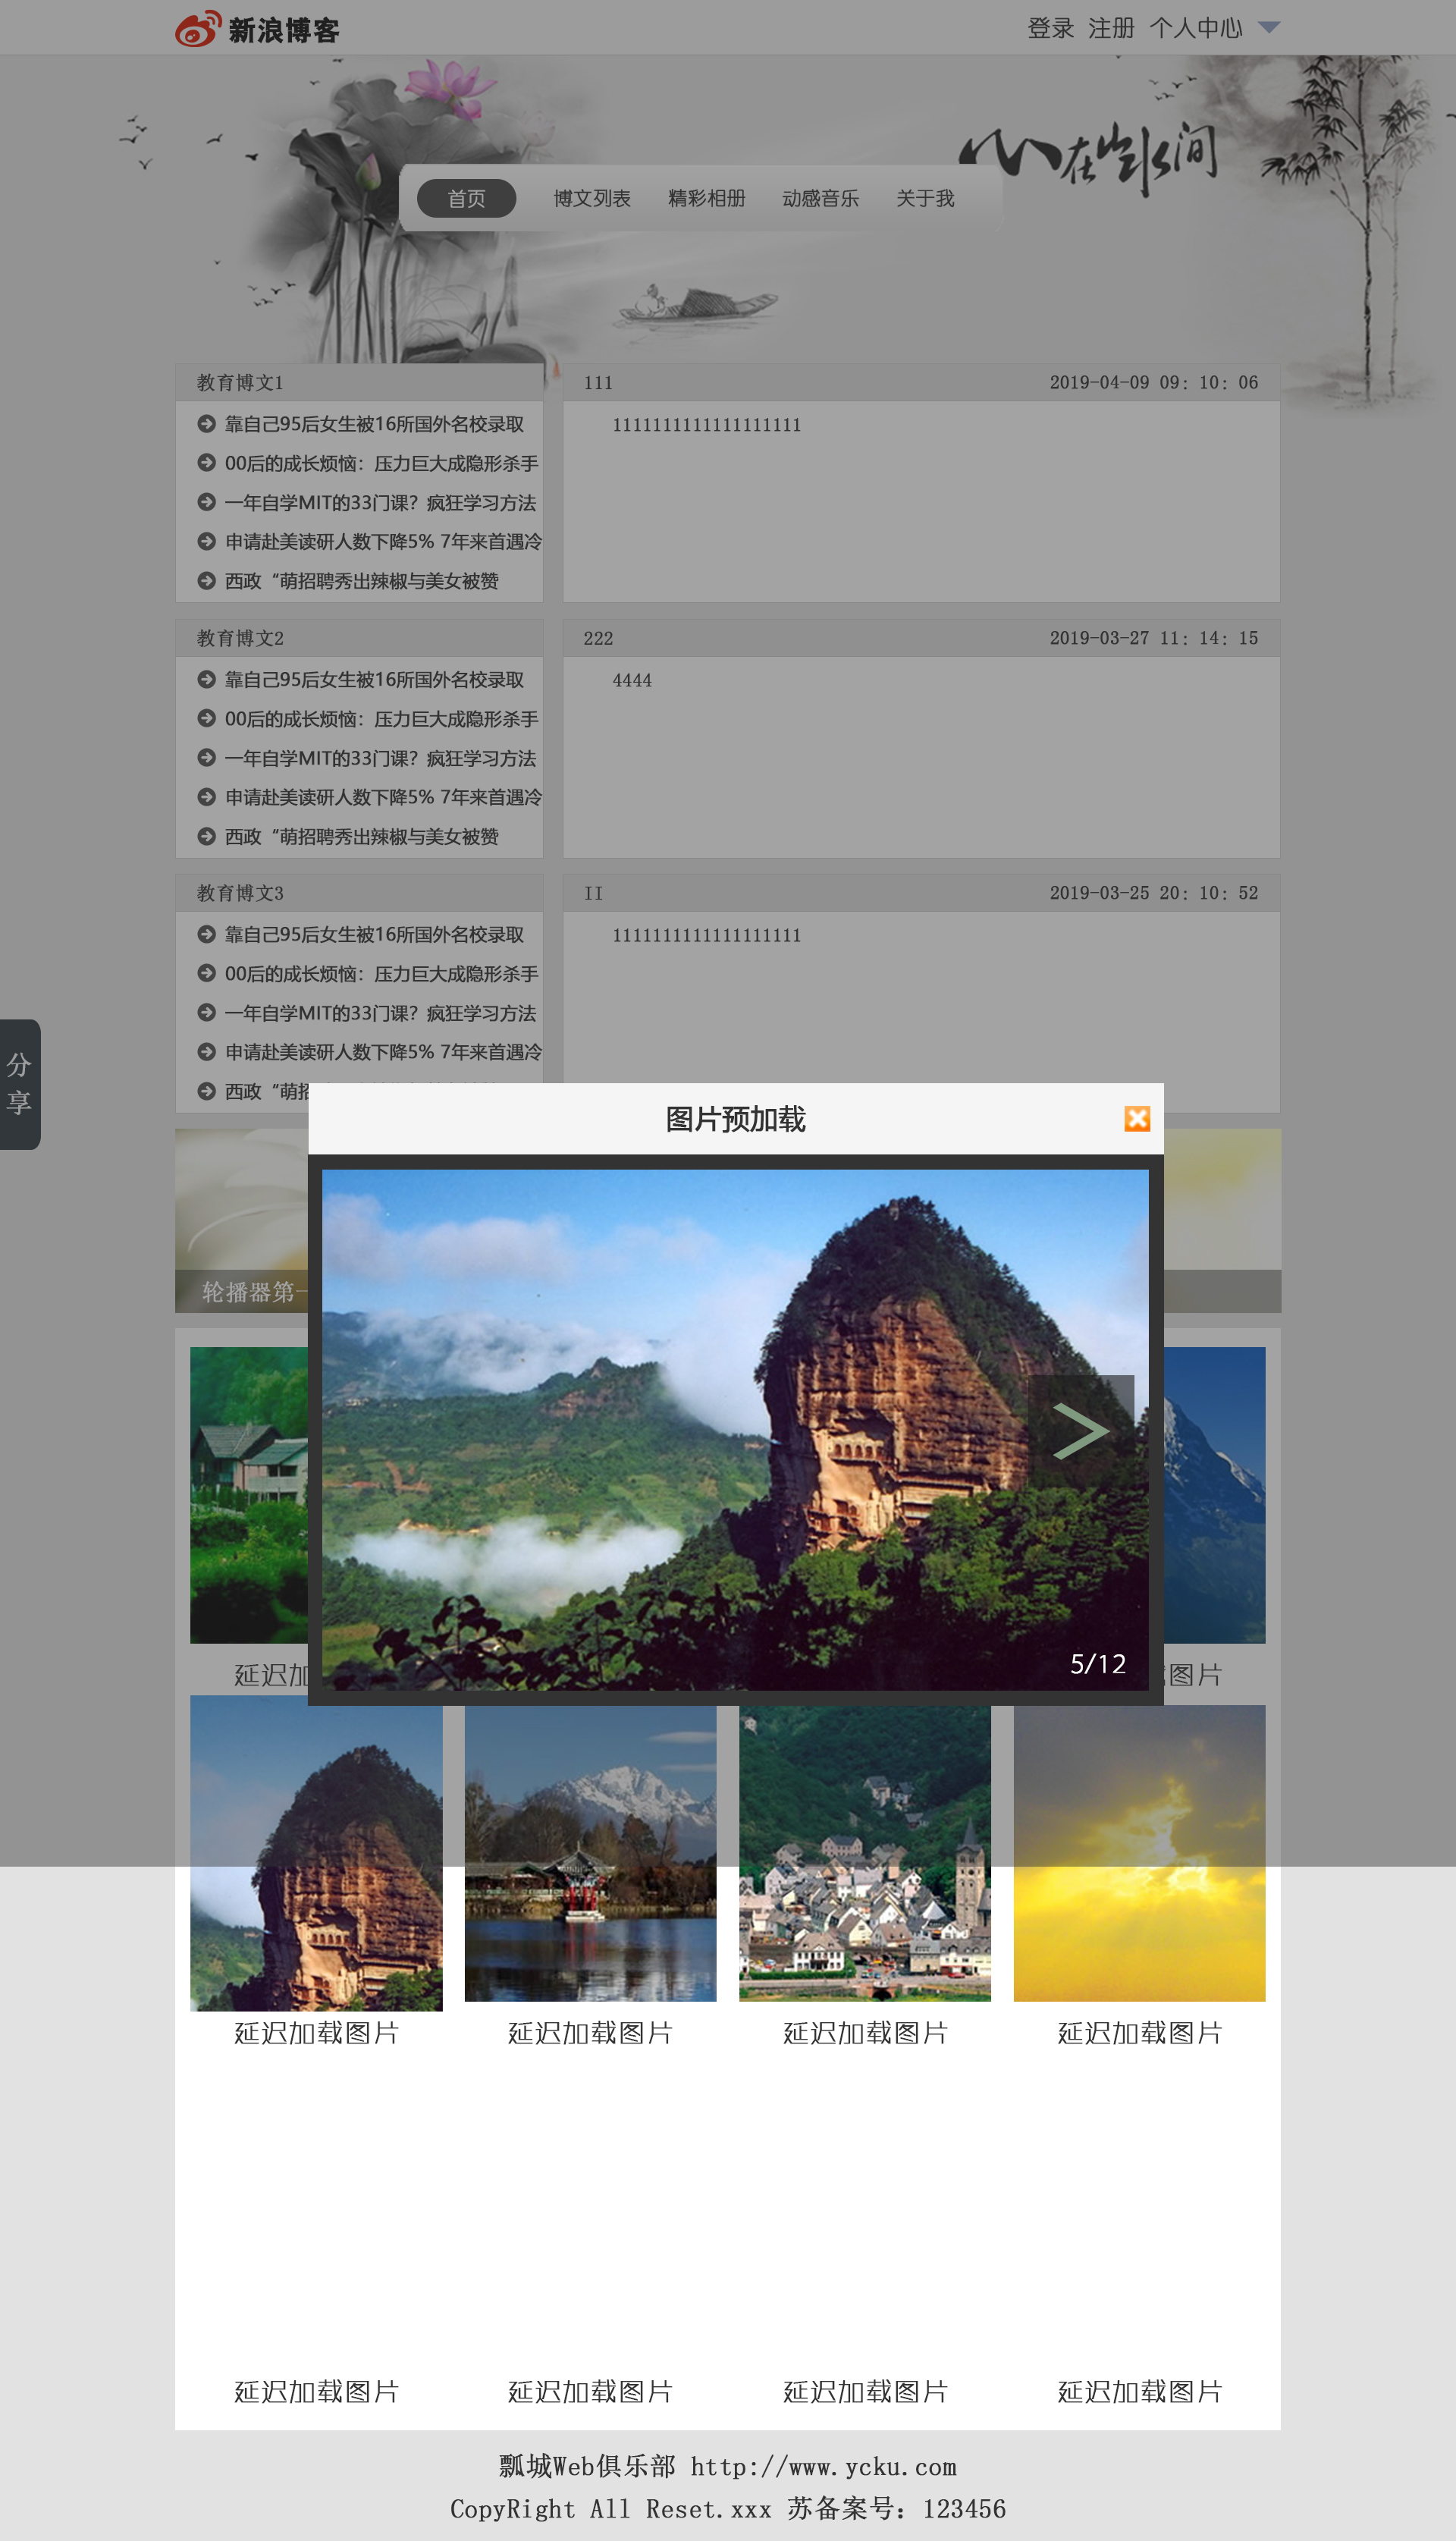 新浪博客
登录 注册 个人中心
心在山水间
首页 博文列表 精彩相册 动感音乐 关于我
教育博文1
靠自己95后女生被16所国外名校录取
00后的成长烦恼：压力巨大成隐形杀手
一年自学MIT的33门课？疯狂学习方法
申请赴美读研人数下降5% 7年来首遇冷
西政“萌招聘秀出辣椒与美女被赞
111 2019-04-09 09：10：06
1111111111111111111
教育博文2
靠自己95后女生被16所国外名校录取
00后的成长烦恼：压力巨大成隐形杀手
一年自学MIT的33门课？疯狂学习方法
申请赴美读研人数下降5% 7年来首遇冷
西政“萌招聘秀出辣椒与美女被赞
222 2019-03-27 11：14：15
4444
教育博文3
靠自己95后女生被16所国外名校录取
00后的成长烦恼：压力巨大成隐形杀手
一年自学MIT的33门课？疯狂学习方法
申请赴美读研人数下降5% 7年来首遇冷
西政“萌招
II 2019-03-25 20：10：52
1111111111111111111
分
享
图片预加载
轮播器第
>
5/12
延迟加
图片
延迟加载图片 延迟加载图片 延迟加载图片 延迟加载图片
延迟加载图片 延迟加载图片 延迟加载图片 延迟加载图片
瓢城Web俱乐部 http://www.ycku.com
CopyRight All Reset.xxx 苏备案号：123456